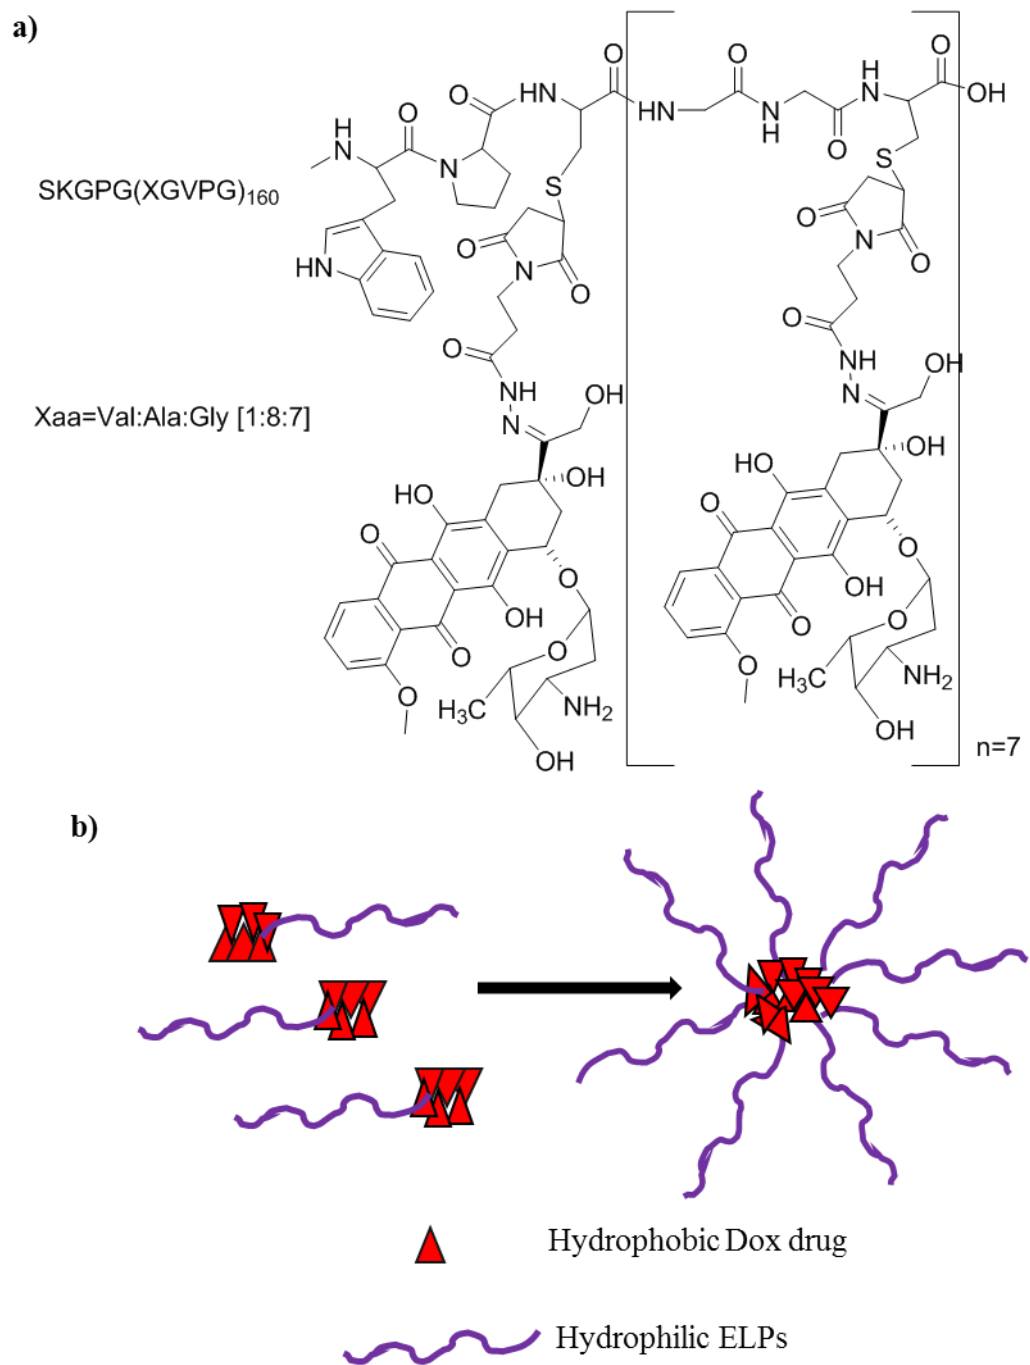 a)
SKGPG(XGVPG)160
Xaa=Val:Ala:Gly [1:8:7]
H
N
O
N
HN
O
HN
O
S
O
N
O
O
NH
N
OH
OH
HO
O
O
OH
O
O
O
H3C
NH2
OH
HN
O
N
H
O
H
N
O
OH
S
O
N
O
O
NH
N
OH
OH
HO
O
O
OH
O
O
O
H3C
NH2
OH
n=7
b)
Hydrophobic Dox drug
Hydrophilic ELPs